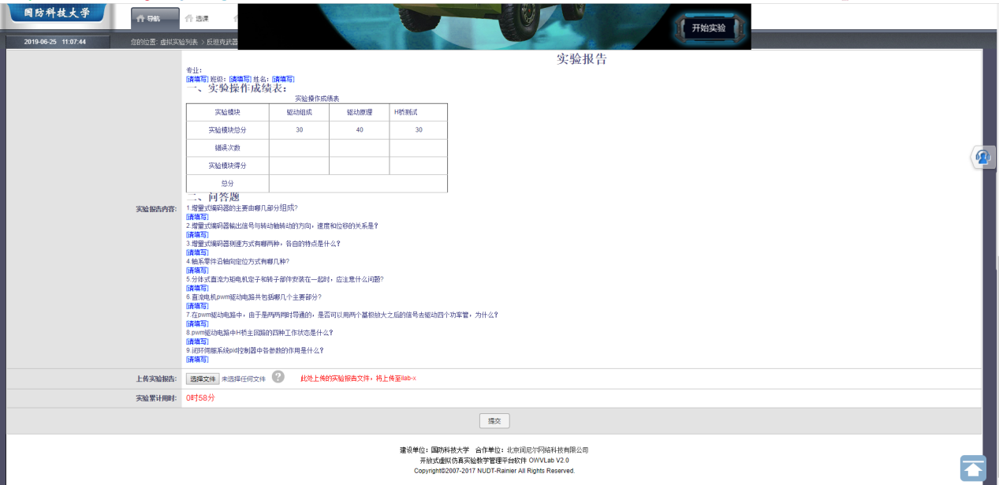 国防科技大学
导航
选课
开始实验
2019-06-25 11:07:44
您的位置: 虚拟实验列表 > 反坦克武器
实验报告
专业:
[请填写] 班级: [请填写] 姓名: [请填写]
一、实验操作成绩表:
实验操作成绩表
实验模块 驱动组成 驱动原理 H桥测试
实验模块总分 30 40 30
错误次数
实验模块得分
总分
二、问答题
实验报告内容:
1.增量式编码器的主要由哪几部分组成?
[请填写]
2.增量式编码器输出信号与转动轴转动的方向，速度和位移的关系是?
[请填写]
3.增量式编码器测速方式有哪两种，各自的特点是什么?
[请填写]
4.轴系零件沿轴向定位方式有哪几种?
[请填写]
5.分体式直流力矩电机定子和转子部件安装在一起时，应注意什么问题?
[请填写]
6.直流电机pwm驱动电路共包括哪几个主要部分?
[请填写]
7.在pwm驱动电路中，由于是两两同时导通的，是否可以用两个基极放大之后的信号去驱动四个功率管，为什么?
[请填写]
8.pwm驱动电路中H桥主回路的四种工作状态是什么?
[请填写]
9.闭环伺服系统pid控制器中各参数的作用是什么?
[请填写]
上传实验报告: 选择文件 未选择任何文件 ? 此处上传的实验报告文件，将上传至ilab-x
实验累计用时: 0时58分
提交
建设单位: 国防科技大学 合作单位: 北京润尼尔网络科技有限公司
开放式虚拟仿真实验教学管理平台软件 OWVLab V2.0
Copyright©2007-2017 NUDT-Rainier All Rights Reserved.